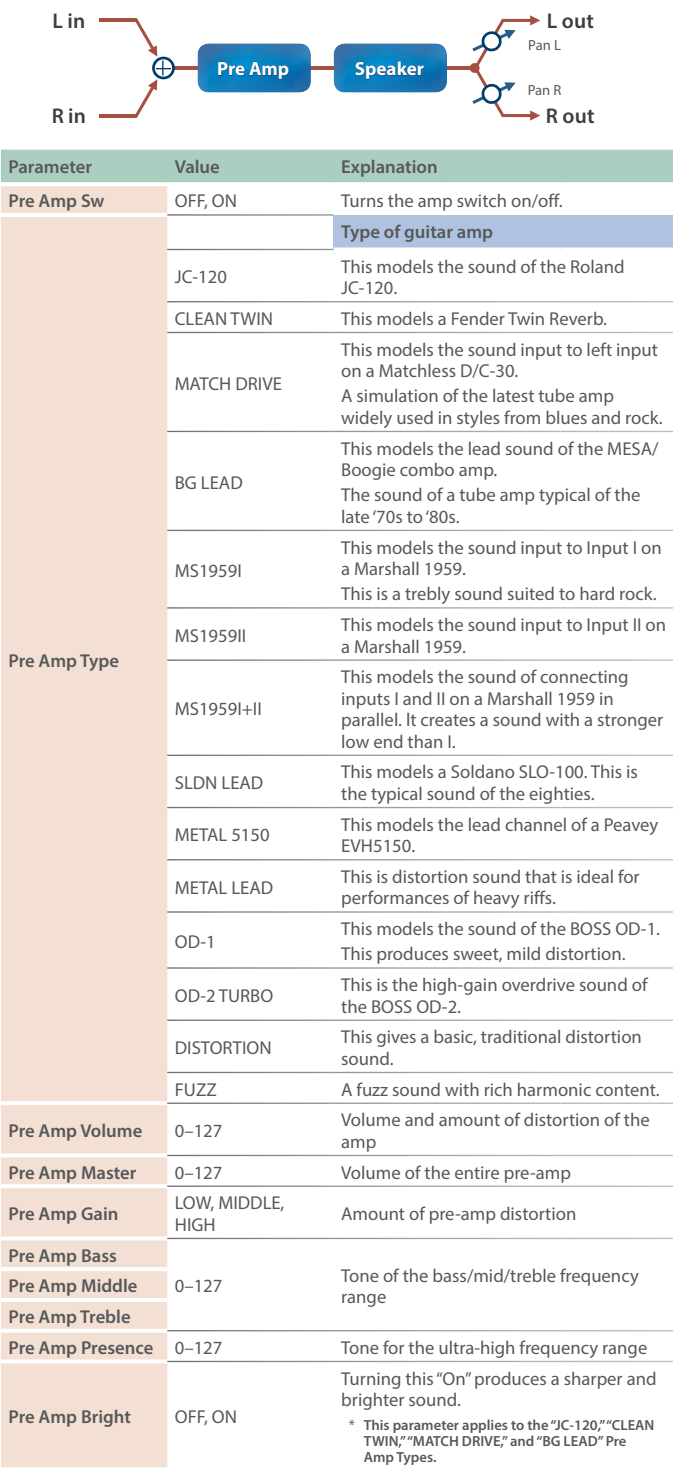 L in
L out
Pan L
Pre Amp
Speaker
Pan R
R in
R out
Parameter Value Explanation
Pre Amp Sw OFF, ON Turns the amp switch on/off.
Pre Amp Type
Type of guitar amp
JC-120
This models the sound of the Roland
JC-120.
CLEAN TWIN This models a Fender Twin Reverb.
MATCH DRIVE
This models the sound input to left input
on a Matchless D/C-30.
A simulation of the latest tube amp
widely used in styles from blues and rock.
BG LEAD
This models the lead sound of the MESA/
Boogie combo amp.
The sound of a tube amp typical of the
late ‘70s to ‘80s.
MS1959I
This models the sound input to Input I on
a Marshall 1959.
This is a trebly sound suited to hard rock.
MS1959II
This models the sound input to Input II on
a Marshall 1959.
MS1959I+II
This models the sound of connecting
inputs I and II on a Marshall 1959 in
parallel. It creates a sound with a stronger
low end than I.
SLDN LEAD
This models a Soldano SLO-100. This is
the typical sound of the eighties.
METAL 5150
This models the lead channel of a Peavey
EVH5150.
METAL LEAD
This is distortion sound that is ideal for
performances of heavy riffs.
OD-1
This models the sound of the BOSS OD-1.
This produces sweet, mild distortion.
OD-2 TURBO
This is the high-gain overdrive sound of
the BOSS OD-2.
DISTORTION
This gives a basic, traditional distortion
sound.
FUZZ A fuzz sound with rich harmonic content.
Pre Amp Volume 0–127
Volume and amount of distortion of the
amp
Pre Amp Master 0–127 Volume of the entire pre-amp
Pre Amp Gain
LOW, MIDDLE,
HIGH
Amount of pre-amp distortion
Pre Amp Bass
Pre Amp Middle
Pre Amp Treble
0–127
Tone of the bass/mid/treble frequency
range
Pre Amp Presence 0–127 Tone for the ultra-high frequency range
Pre Amp Bright OFF, ON
Turning this “On” produces a sharper and
brighter sound.
* This parameter applies to the “JC-120,” “CLEAN
TWIN,” “MATCH DRIVE,” and “BG LEAD” Pre
Amp Types.